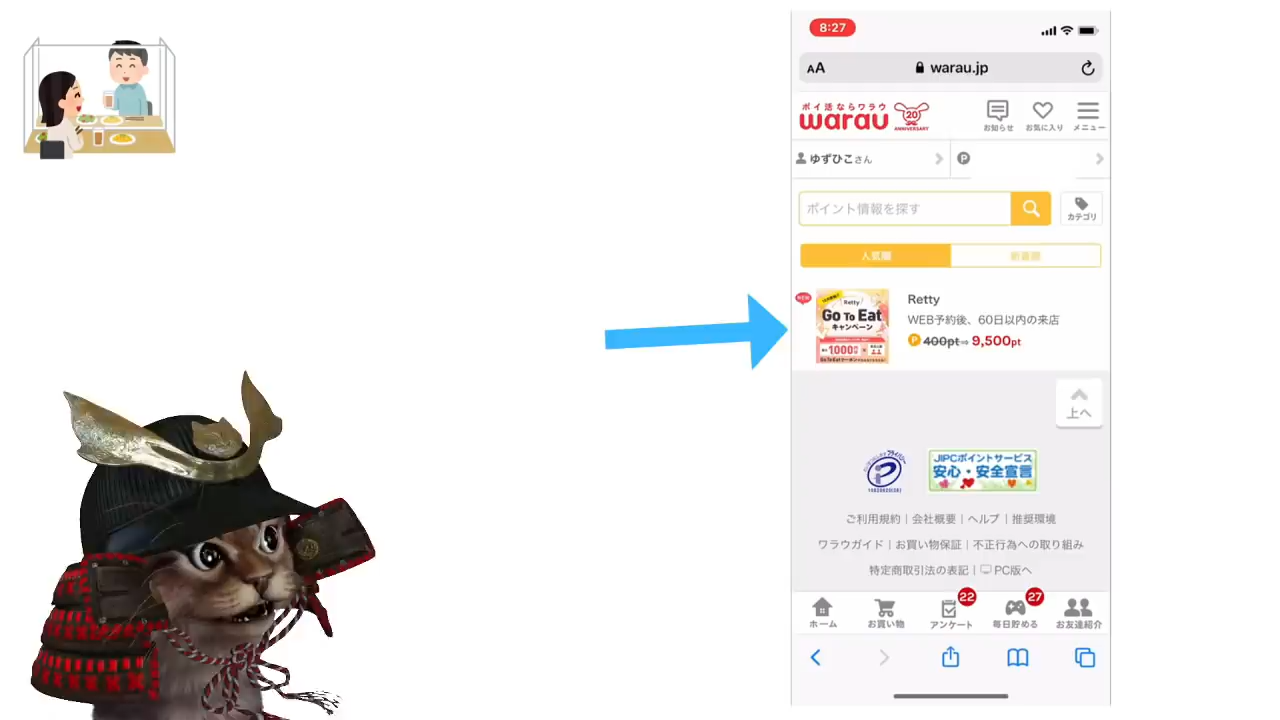 8:27
AA
warau.jp
ポイ活ならワラウ
warau
20
ANNIVERSARY
お知らせ
お気に入り
メニュー
ゆずひこさん
P
ポイント情報を探す
カテゴリ
人気順
新着順
NEW
Retty
Go To Eat
キャンペーン
1000
Retty
WEB予約後、60日以内の来店
P 400pt⇒ 9,500pt
上へ
JIPCポイントサービス
安心・安全宣言
ご利用規約 | 会社概要 | ヘルプ | 推奨環境
ワラウガイド | お買い物保証 | 不正行為への取り組み
特定商取引法の表記 | PC版へ
22
27
ホーム
お買い物
アンケート
毎日貯める
お友達紹介